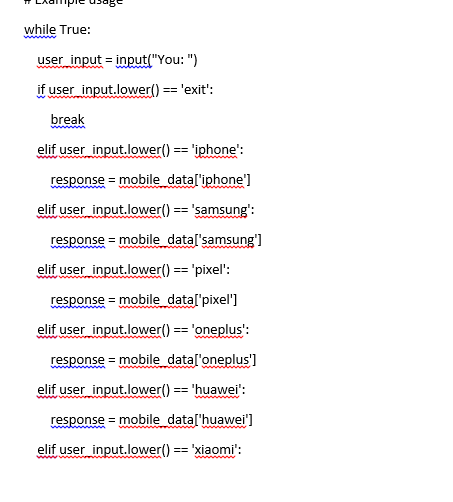 # Example usage
while True:
user_input = input("You: ")
if user_input.lower() == 'exit':
break
elif user_input.lower() == 'iphone':
response = mobile_data['iphone']
elif user_input.lower() == 'samsung':
response = mobile_data['samsung']
elif user_input.lower() == 'pixel':
response = mobile_data['pixel']
elif user_input.lower() == 'oneplus':
response = mobile_data['oneplus']
elif user_input.lower() == 'huawei':
response = mobile_data['huawei']
elif user_input.lower() == 'xiaomi':